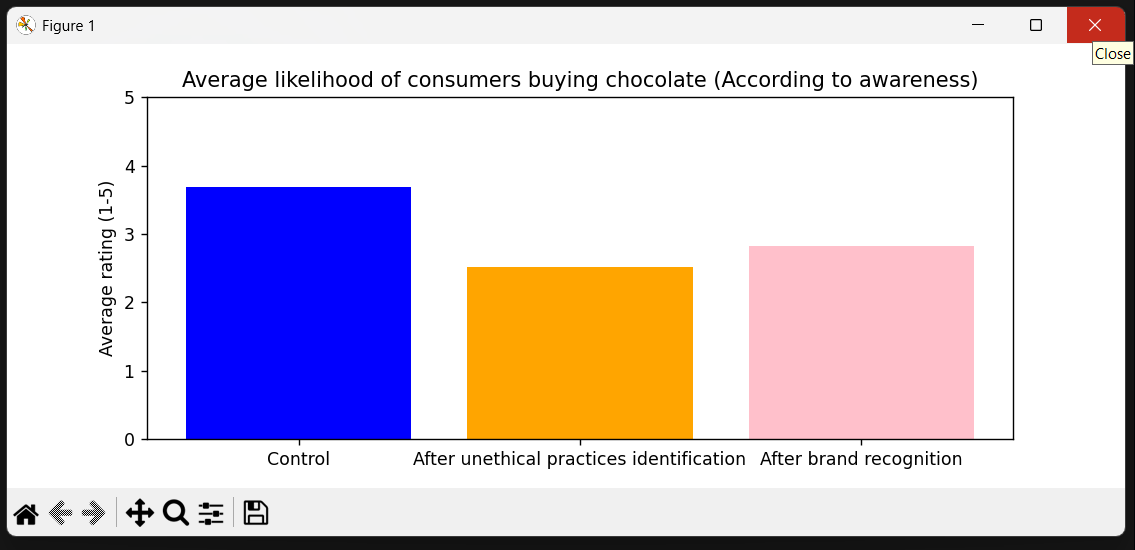 Figure 1
Close
Average likelihood of consumers buying chocolate (According to awareness)
5
4
3
2
1
0
Average rating (1-5)
Control
After unethical practices identification
After brand recognition